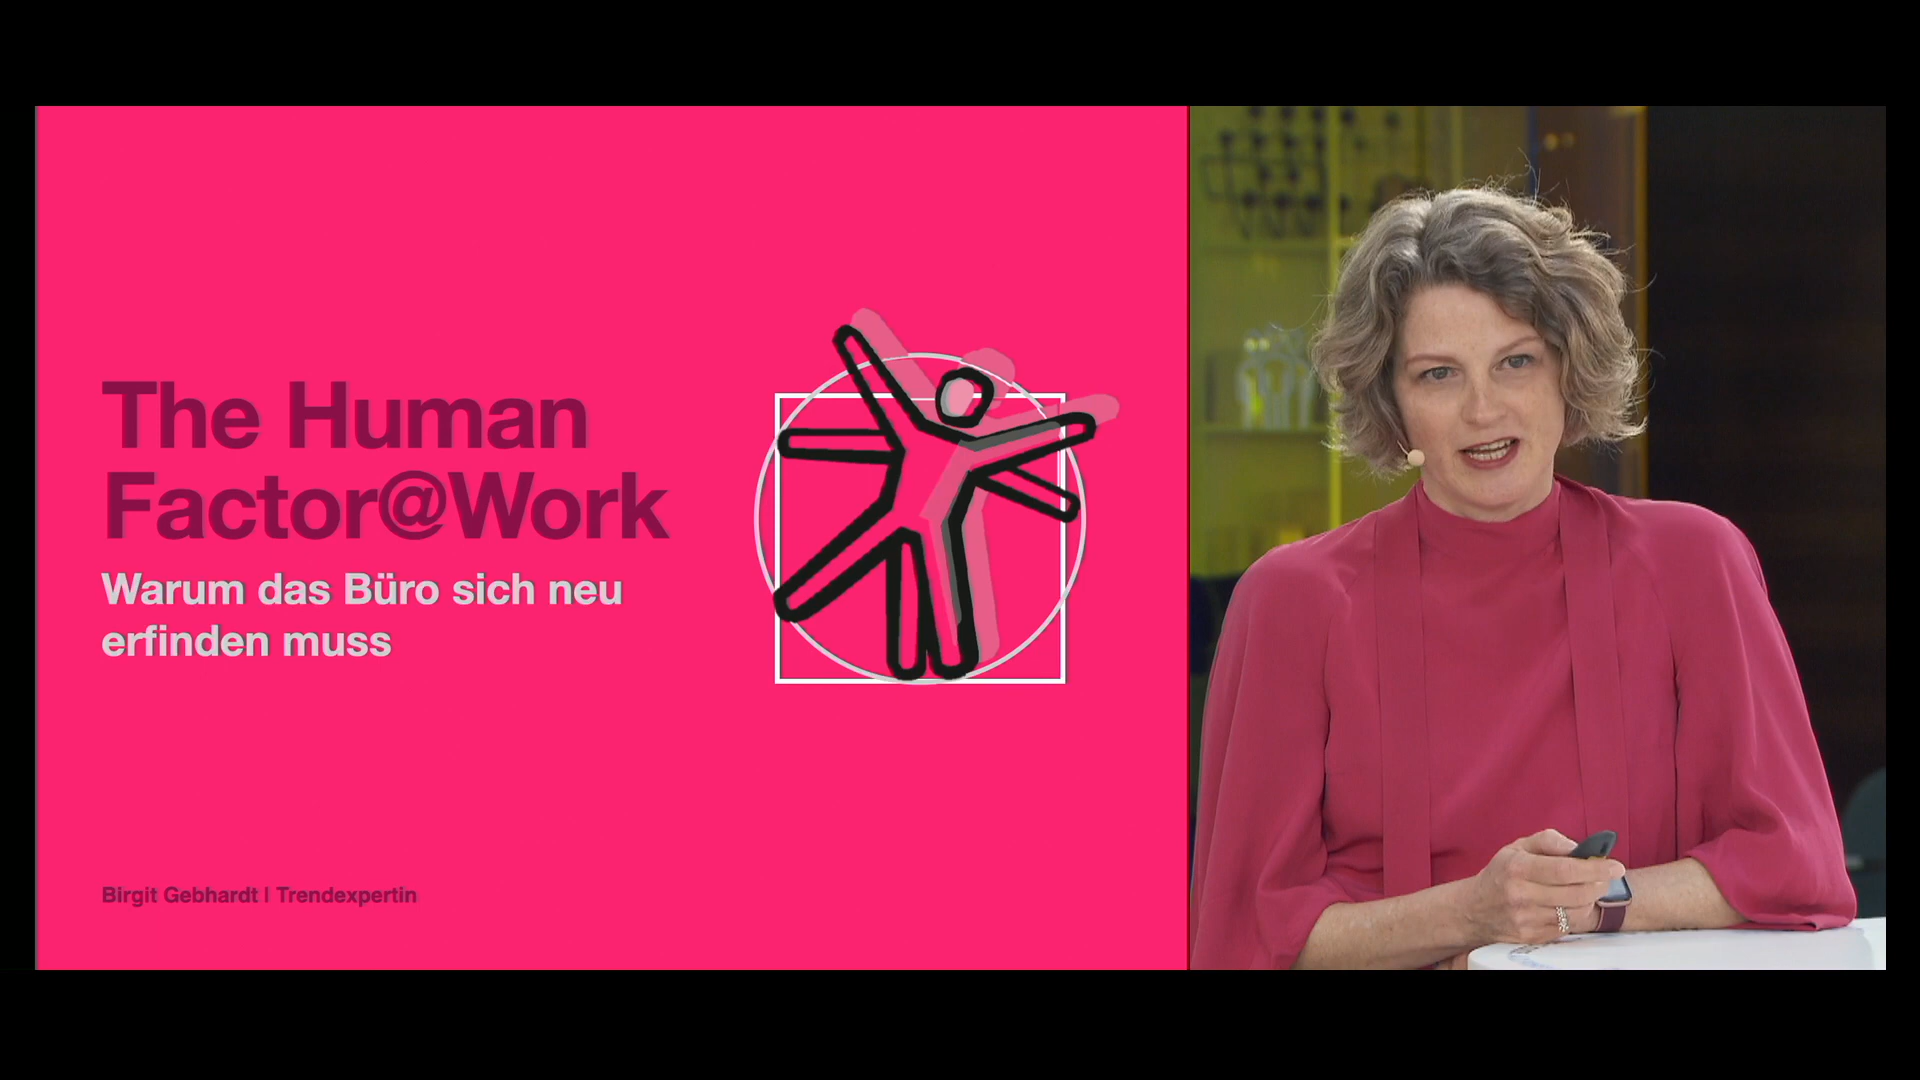 The Human
Factor@Work
Warum das Büro sich neu
erfinden muss
Birgit Gebhardt | Trendexpertin